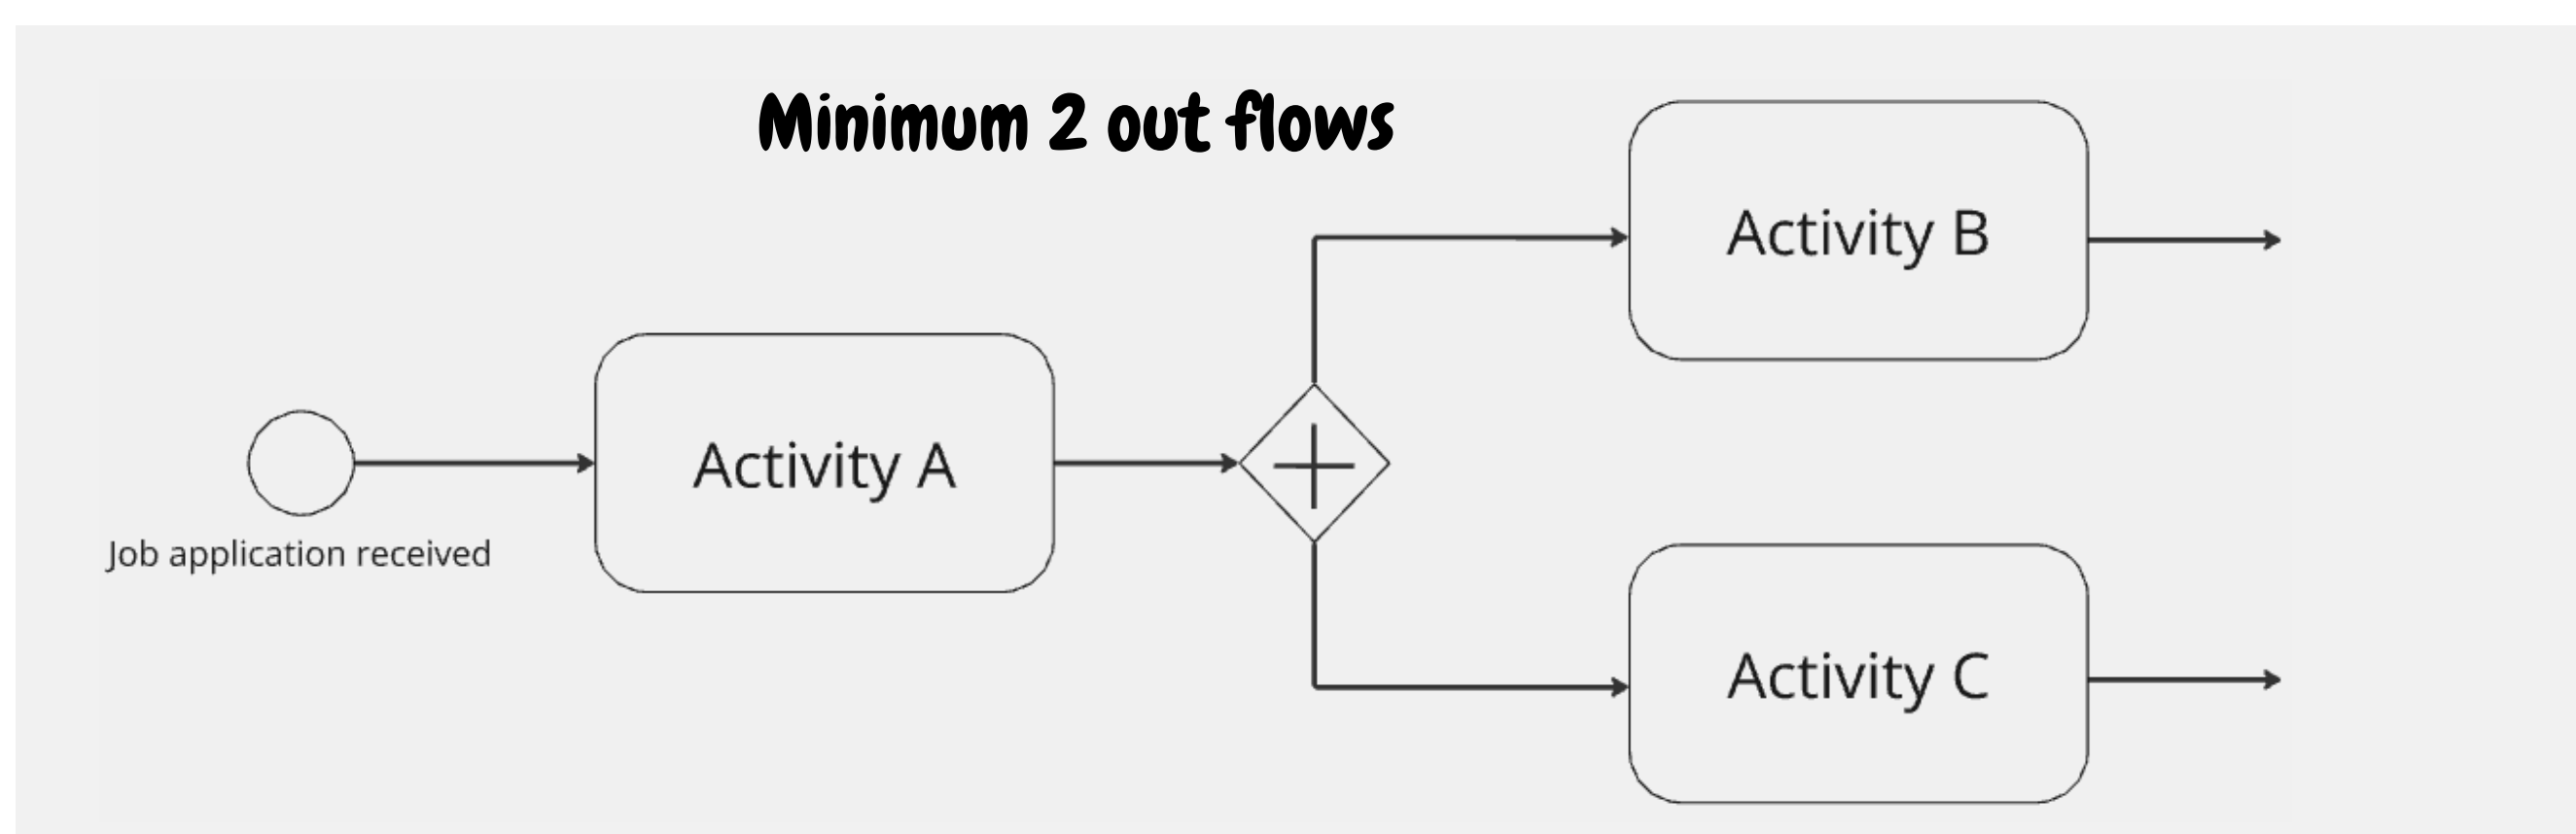 Minimum 2 out flows
Activity B
Activity A
Job application received
Activity C